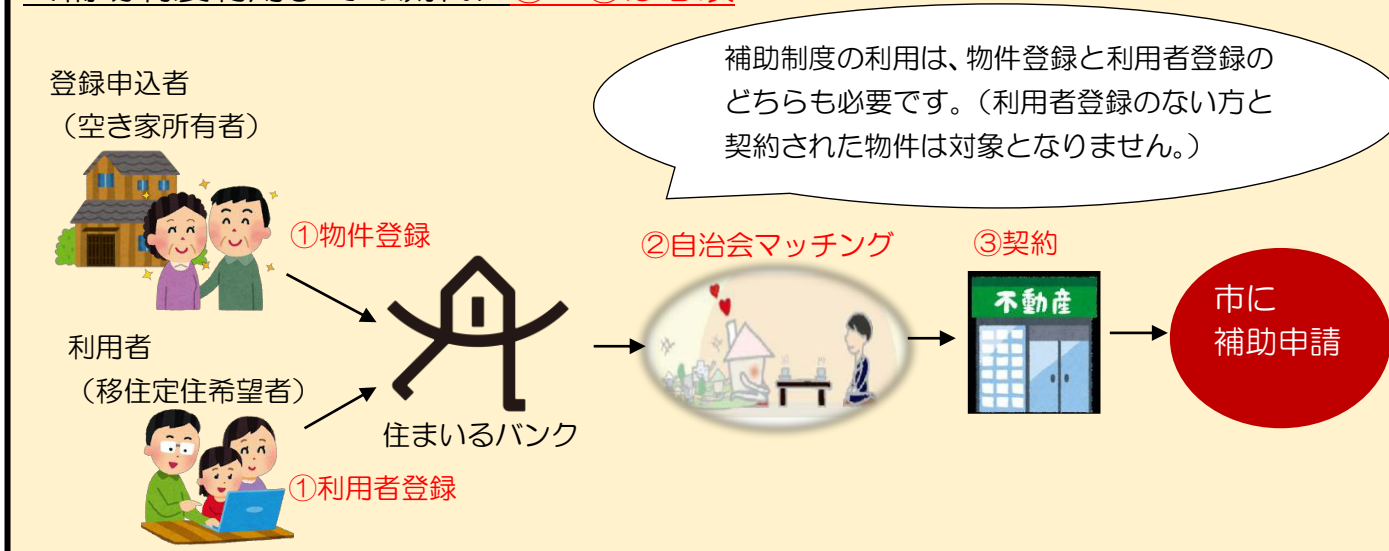 補助制度の利用は、物件登録と利用者登録の
どちらも必要です。（利用者登録のない方と
契約された物件は対象となりません。）
登録申込者
（空き家所有者）
①物件登録
②自治会マッチング
③契約
不動産
市に
補助申請
利用者
（移住定住希望者）
住まいるバンク
①利用者登録